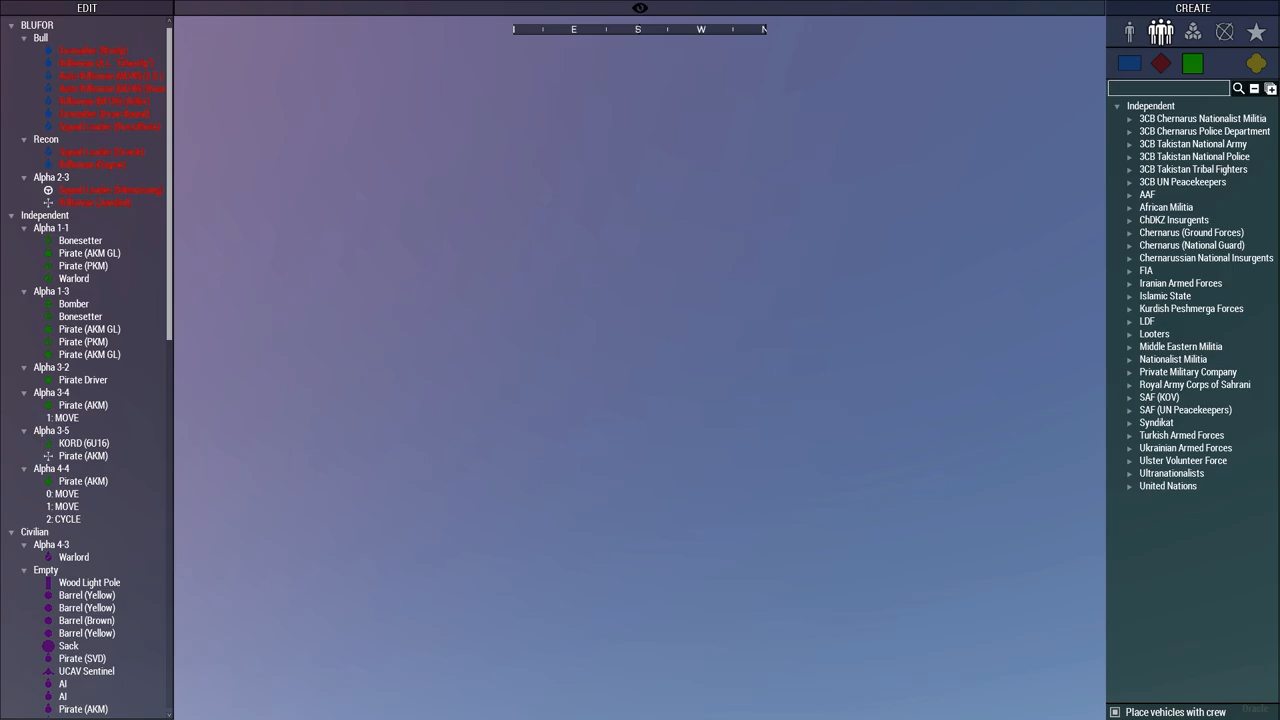 EDIT
CREATE
I E S W N
BLUFOR
Bull
Recon
Alpha 2-3
Independent
Alpha 1-1
Bonesetter
Pirate (AKM GL)
Pirate (PKM)
Warlord
Alpha 1-3
Bomber
Bonesetter
Pirate (AKM GL)
Pirate (PKM)
Pirate (AKM GL)
Alpha 3-2
Pirate Driver
Alpha 3-4
Pirate (AKM)
1: MOVE
Alpha 3-5
KORD (6U16)
Pirate (AKM)
Alpha 4-4
Pirate (AKM)
0: MOVE
1: MOVE
2: CYCLE
Civilian
Alpha 4-3
Warlord
Empty
Wood Light Pole
Barrel (Yellow)
Barrel (Yellow)
Barrel (Brown)
Barrel (Yellow)
Sack
Pirate (SVD)
UCAV Sentinel
AI
AI
Pirate (AKM)
Independent
3CB Chernarus Nationalist Militia
3CB Chernarus Police Department
3CB Takistan National Army
3CB Takistan National Police
3CB Takistan Tribal Fighters
3CB UN Peacekeepers
AAF
African Militia
ChDKZ Insurgents
Chernarus (Ground Forces)
Chernarus (National Guard)
Chernarussian National Insurgents
FIA
Iranian Armed Forces
Islamic State
Kurdish Peshmerga Forces
LDF
Looters
Middle Eastern Militia
Nationalist Militia
Private Military Company
Royal Army Corps of Sahrani
SAF (KOV)
SAF (UN Peacekeepers)
Syndikat
Turkish Armed Forces
Ukrainian Armed Forces
Ulster Volunteer Force
Ultranationalists
United Nations
Place vehicles with crew
Oracle